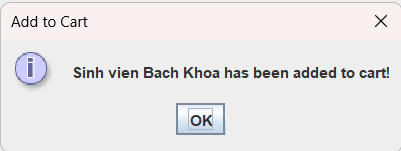 Add to Cart
Sinh vien Bach Khoa has been added to cart!
OK